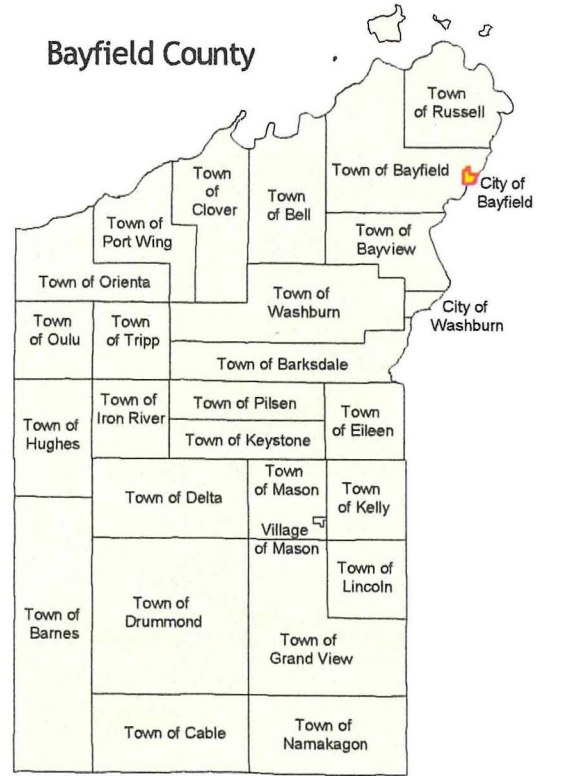 Bayfield County
Town
of Russell
Town of Bayfield
City of
Bayfield
Town
of
Clover
Town
of Bell
Town of
Port Wing
Town of
Bayview
Town of Orienta
Town of
Washburn
City of
Washburn
Town
of Oulu
Town
of Tripp
Town of Barksdale
Town of
Iron River
Town of Pilsen
Town
of Eileen
Town of
Hughes
Town of Keystone
Town
of Mason
Town of Delta
Town
of Kelly
Village
of Mason
Town of
Lincoln
Town of
Barnes
Town of
Drummond
Town of
Grand View
Town of Cable
Town of
Namakagon